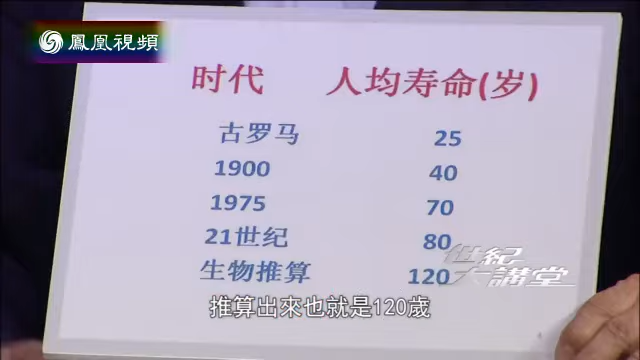 鳳凰視頻
时代 人均寿命(岁)
古罗马 25
1900 40
1975 70
21世纪 80
生物推算 120
世紀
大講堂
推算出來也就是120歲